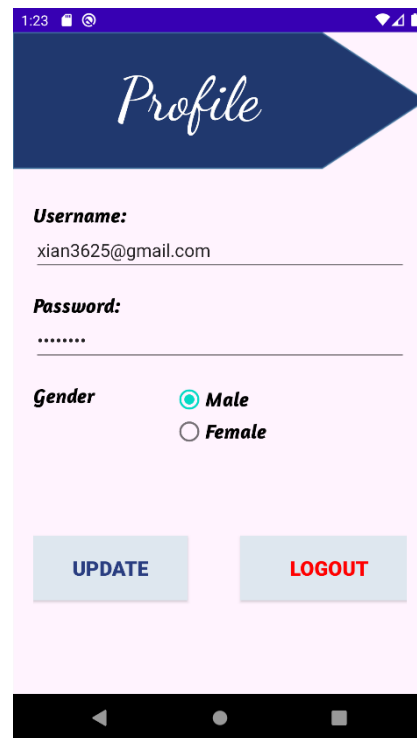 1:23
Profile
Username:
xian3625@gmail.com
Password:
••••••••
Gender
Male
Female
UPDATE
LOGOUT